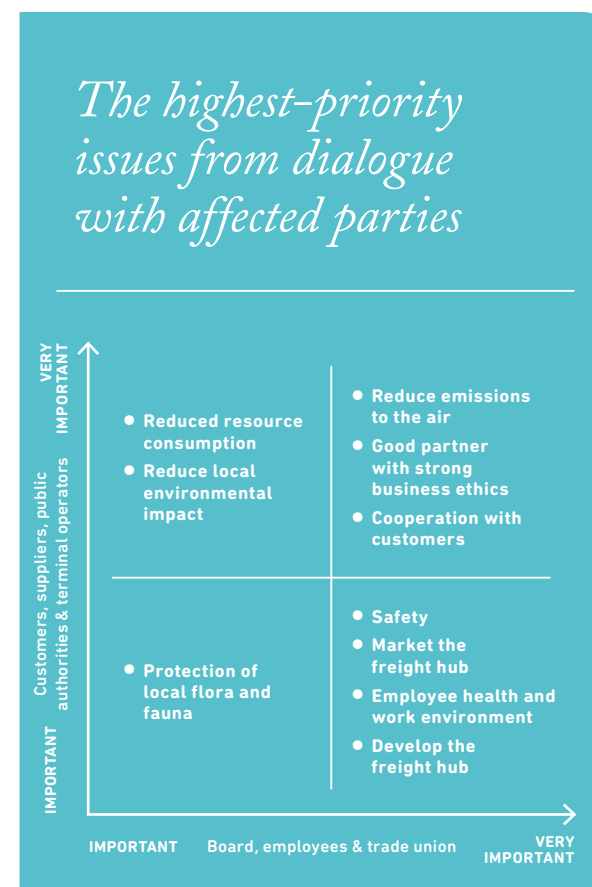 The highest–priority
issues from dialogue
with affected parties
VERY
IMPORTANT
Customers, suppliers, public
authorities & terminal operators
IMPORTANT
Reduced resource
consumption
Reduce local
environmental
impact
Reduce emissions
to the air
Good partner
with strong
business ethics
Cooperation with
customers
Protection of
local flora and
fauna
Safety
Market the
freight hub
Employee health and
work environment
Develop the
freight hub
IMPORTANT
Board, employees & trade union
VERY
IMPORTANT